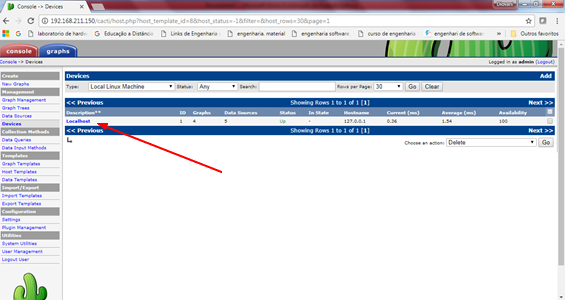 Console -> Devices
192.168.211.150/cacti/host.php?host_template_id=8&host_status=-1&filter=&host_rows=30&page=1
laboratorio de hard
Educação a Distânci
Links de Engenharia
engenharia. material
engenharia software
curso de engenharia
engenhari de softwar
Outros favoritos
console graphs
Console -> Devices
Logged in as admin (Logout)
Create
New Graphs
Management
Graph Management
Graph Trees
Data Sources
Devices
Collection Methods
Data Queries
Data Input Methods
Templates
Graph Templates
Host Templates
Data Templates
Import/Export
Import Templates
Export Templates
Configuration
Settings
Plugin Management
Utilities
System Utilities
User Management
Logout User
Devices Add
Type: Local Linux Machine Status: Any Search: Rows per Page: 30 Go Clear
<< Previous Showing Rows 1 to 1 of 1 [1] Next >>
Description** ID Graphs Data Sources Status In State Hostname Current (ms) Average (ms) Availability
Localhost 1 4 5 Up - 127.0.0.1 0.36 1.54 100
<< Previous Showing Rows 1 to 1 of 1 [1] Next >>
Choose an action: Delete Go